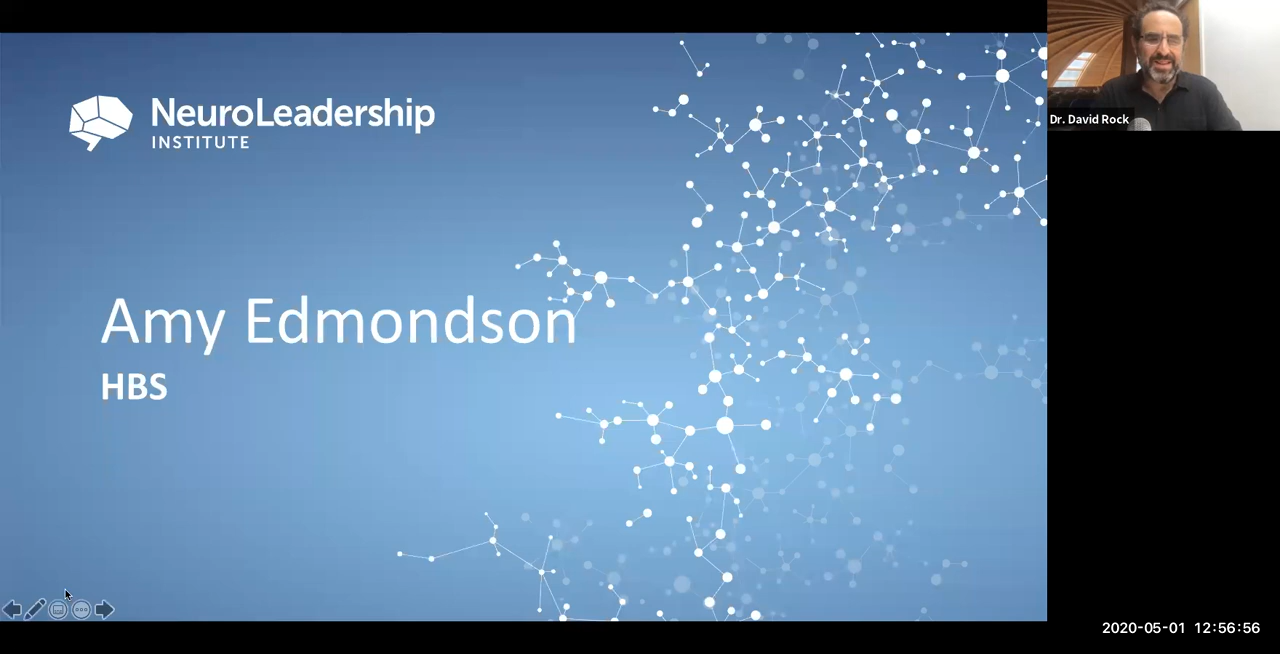 NeuroLeadership
INSTITUTE
Amy Edmondson
HBS
Dr. David Rock
2020-05-01 12:56:56